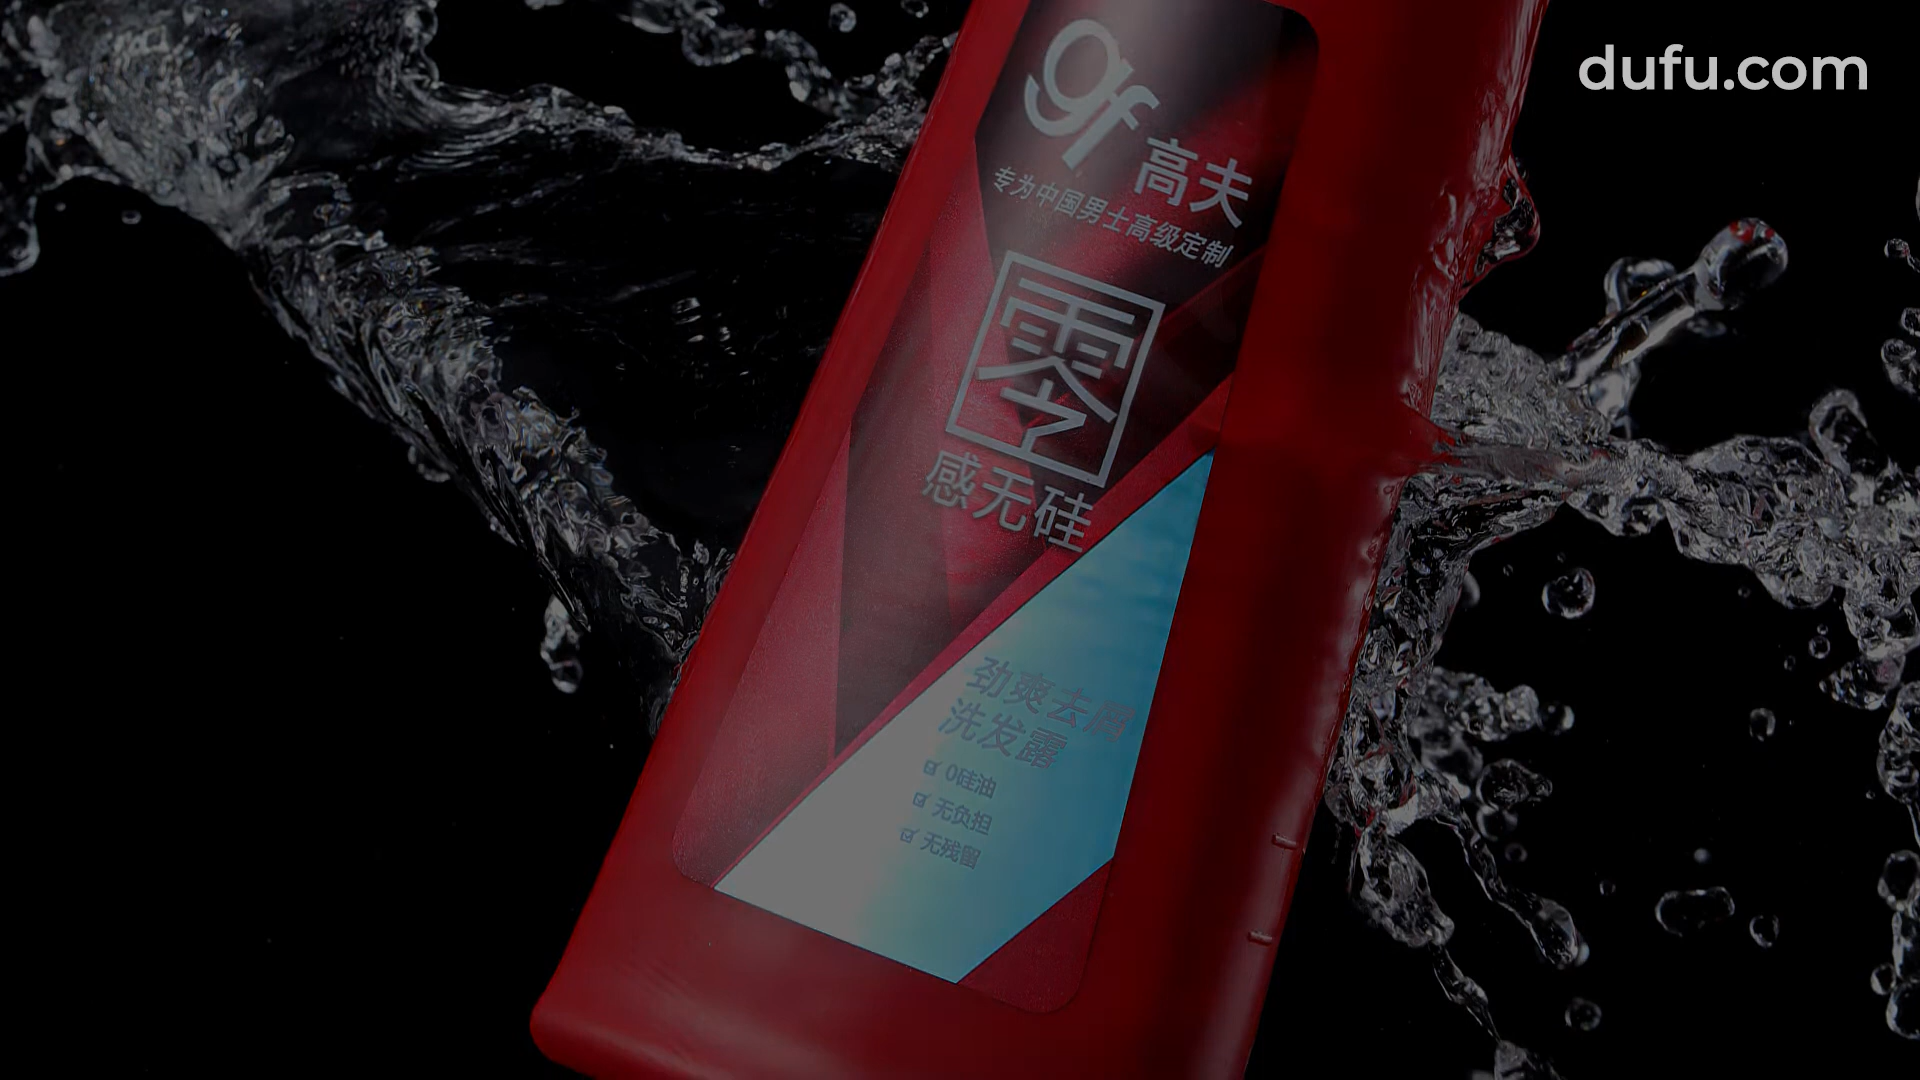 dufu.com
gf
高夫
专为中国男士高级定制
零
感无硅
劲爽去屑
洗发露
0硅油
无负担
无残留